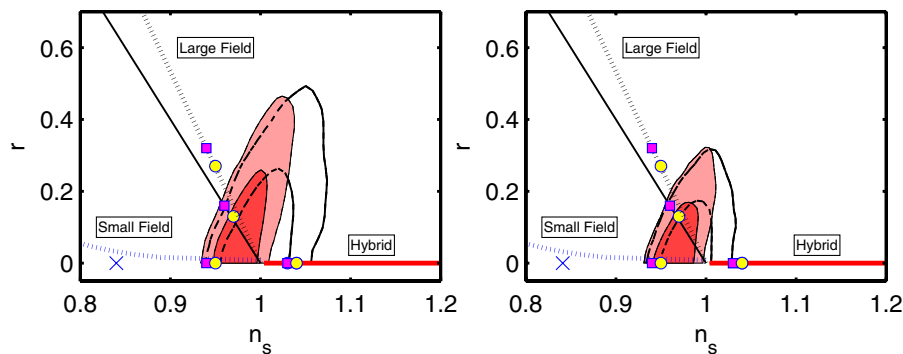 0.6
0.4
0.2
0
r
Large Field
Small Field
Hybrid
0.8 0.9 1 1.1 1.2
n_s
0.6
0.4
0.2
0
r
Large Field
Small Field
Hybrid
0.8 0.9 1 1.1 1.2
n_s